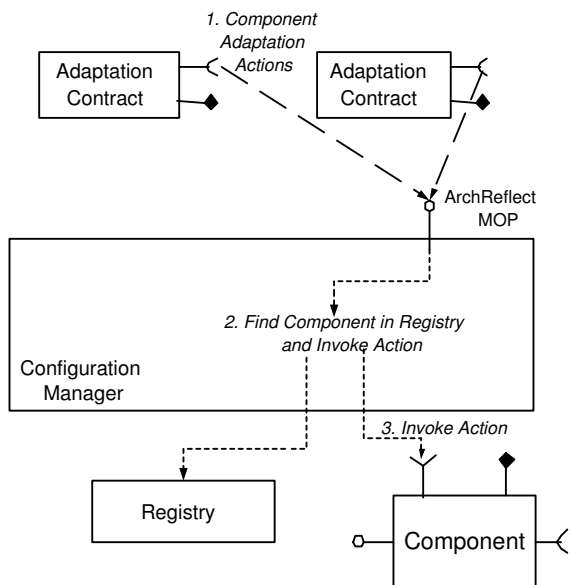 1. Component
Adaptation
Actions
Adaptation
Contract
Adaptation
Contract
ArchReflect
MOP
2. Find Component in Registry
and Invoke Action
Configuration
Manager
3. Invoke Action
Registry
Component